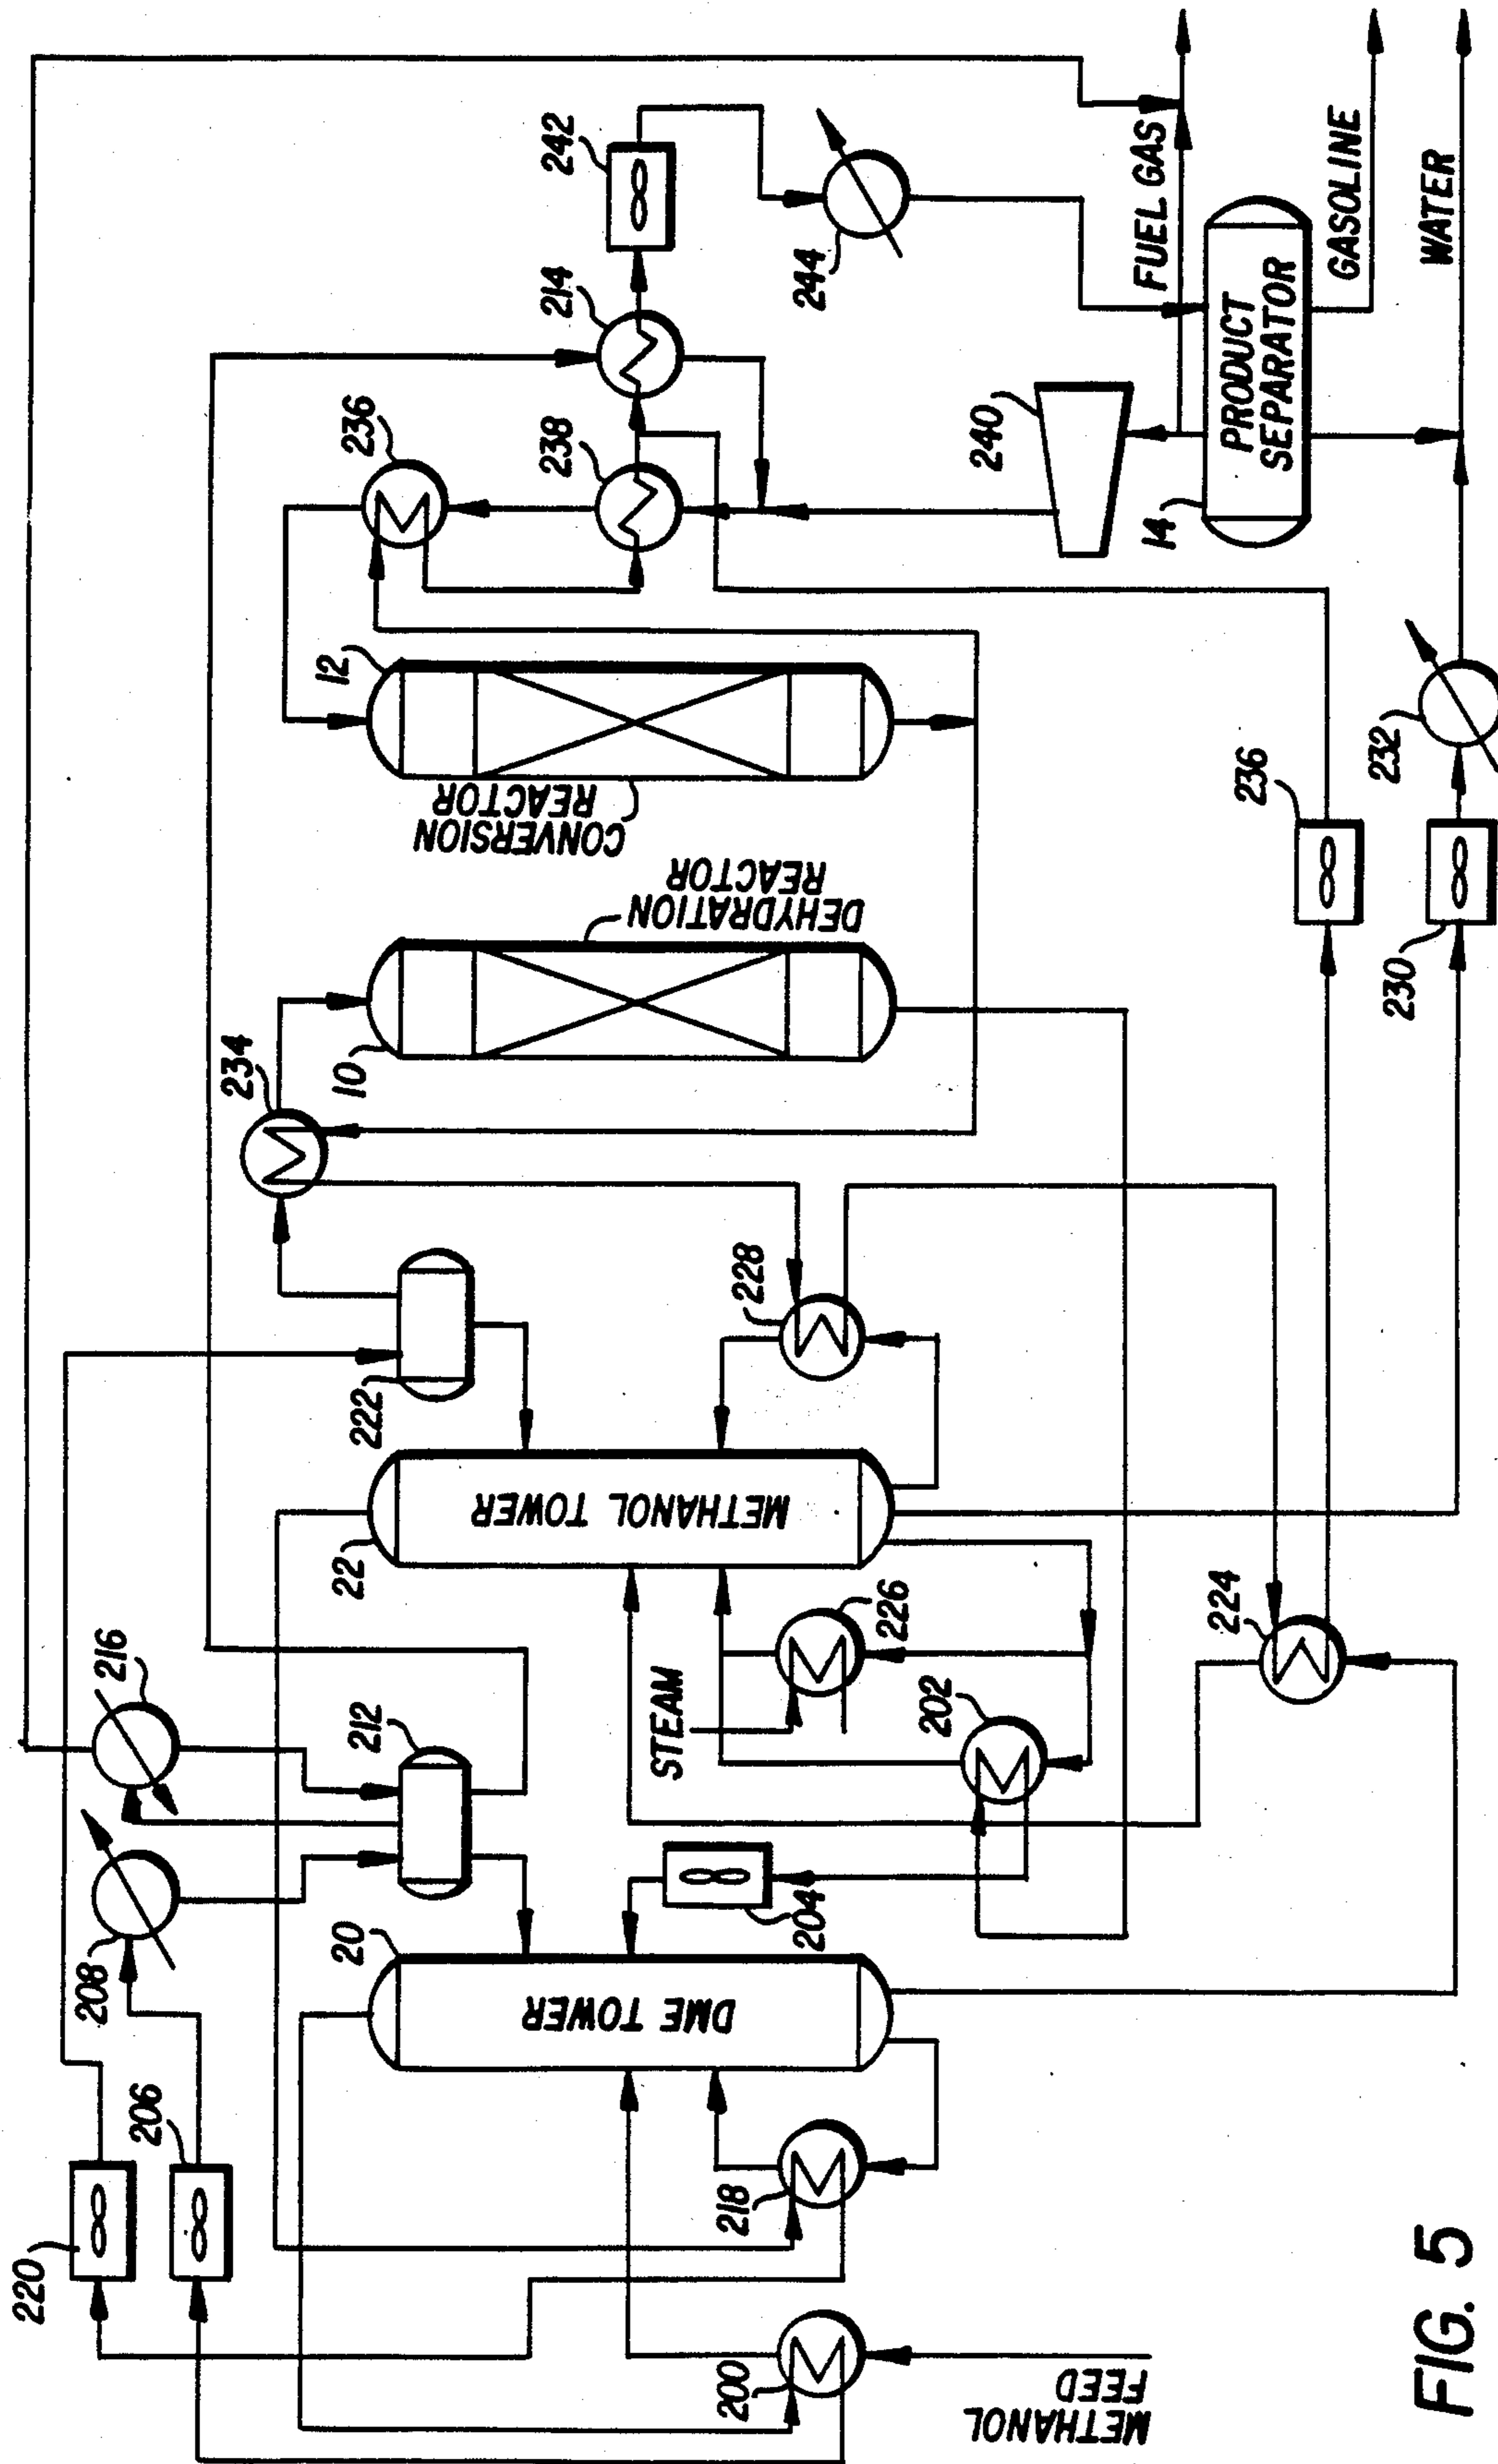 220
206
208
216
234
20
212
22
222
10
12
236
238
214
242
DME TOWER
METHANOL TOWER
DEHYDRATION
REACTOR
CONVERSION
REACTOR
218
200
204
STEAM
226
202
228
244
240
METHANOL
FEED
FUEL GAS
14
PRODUCT
SEPARATOR
224
236
GASOLINE
230
232
WATER
FIG. 5